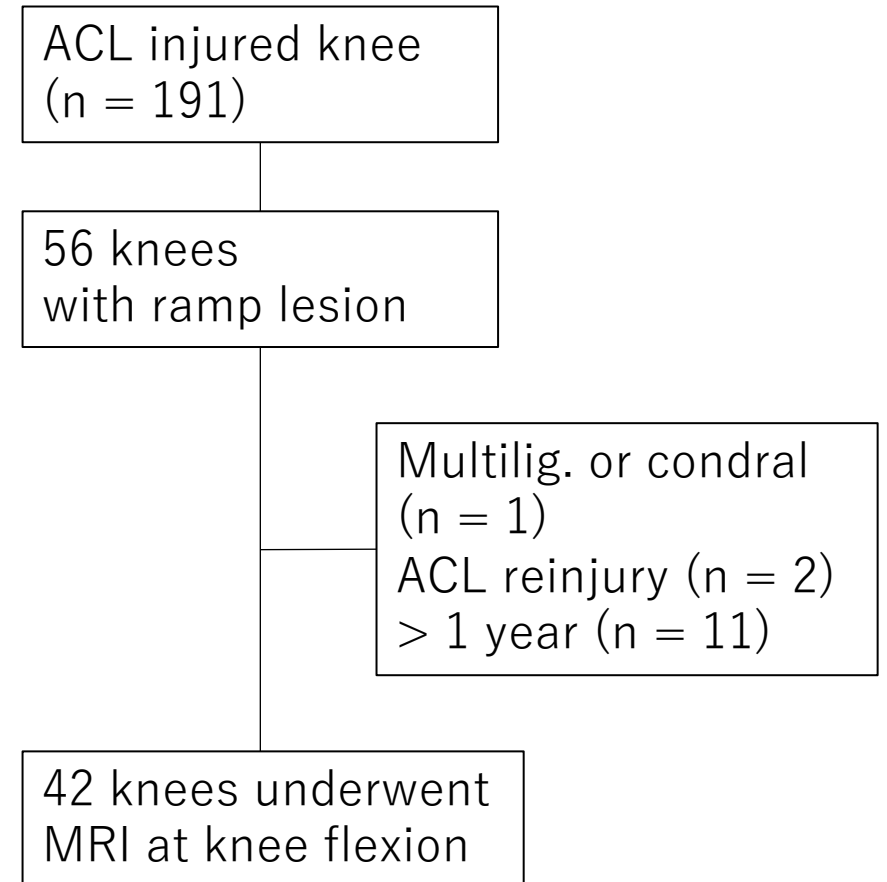 ACL injured knee
(n = 191)
56 knees
with ramp lesion
Multilig. or condral
(n = 1)
ACL reinjury (n = 2)
> 1 year (n = 11)
42 knees underwent
MRI at knee flexion